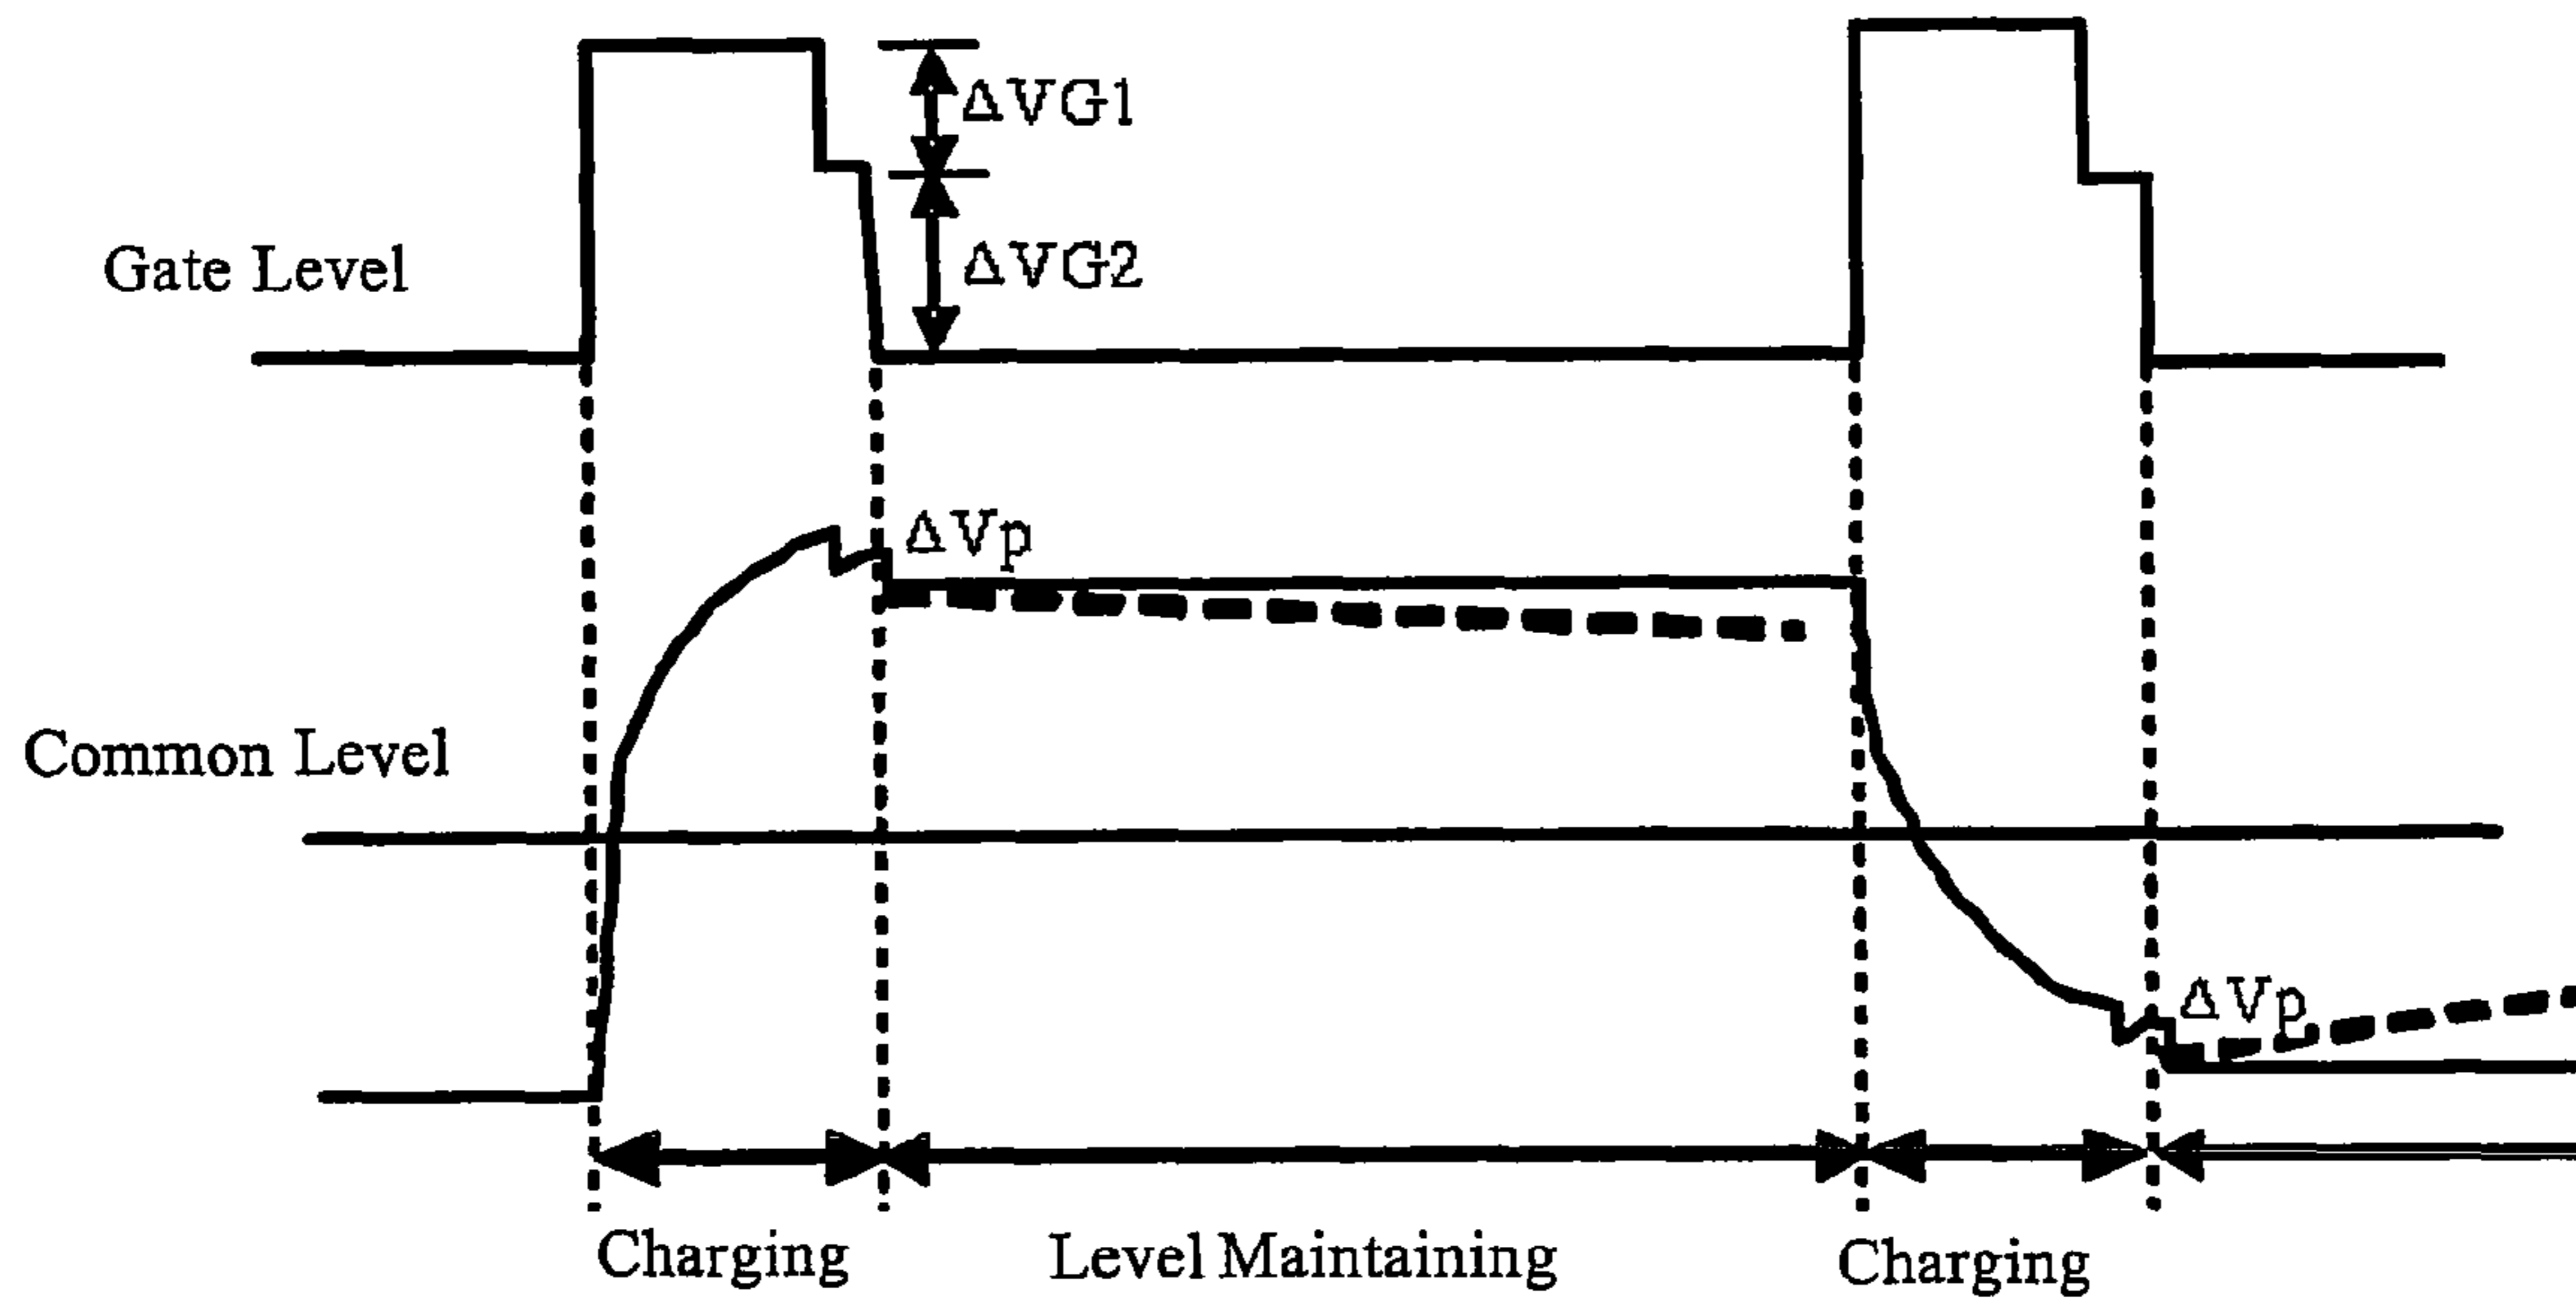 ΔVG1
Gate Level
ΔVG2
ΔVp
Common Level
ΔVp
Charging
Level Maintaining
Charging